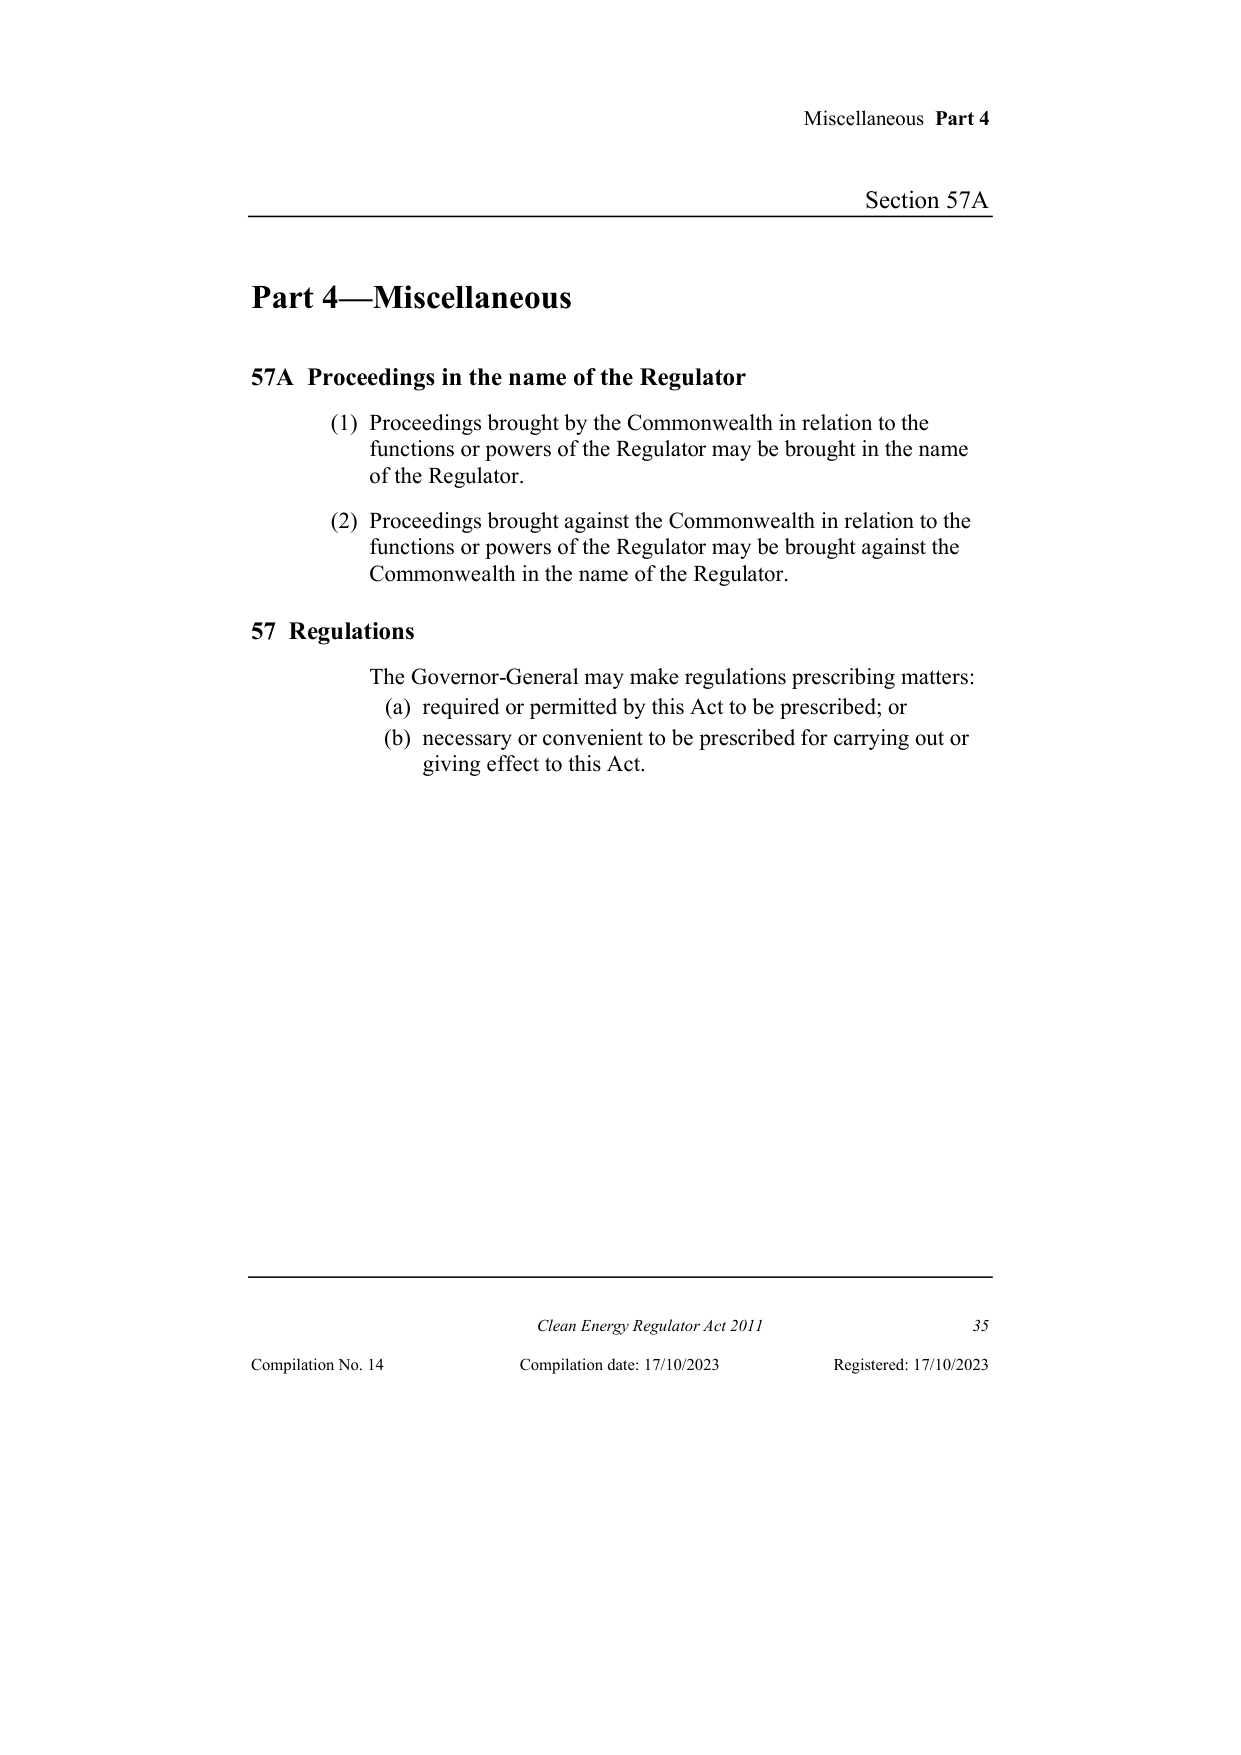 Miscellaneous Part 4
Section 57A
Part 4—Miscellaneous
57A Proceedings in the name of the Regulator
(1) Proceedings brought by the Commonwealth in relation to the
functions or powers of the Regulator may be brought in the name
of the Regulator.
(2) Proceedings brought against the Commonwealth in relation to the
functions or powers of the Regulator may be brought against the
Commonwealth in the name of the Regulator.
57 Regulations
The Governor-General may make regulations prescribing matters:
(a) required or permitted by this Act to be prescribed; or
(b) necessary or convenient to be prescribed for carrying out or
giving effect to this Act.
Clean Energy Regulator Act 2011 35
Compilation No. 14 Compilation date: 17/10/2023 Registered: 17/10/2023